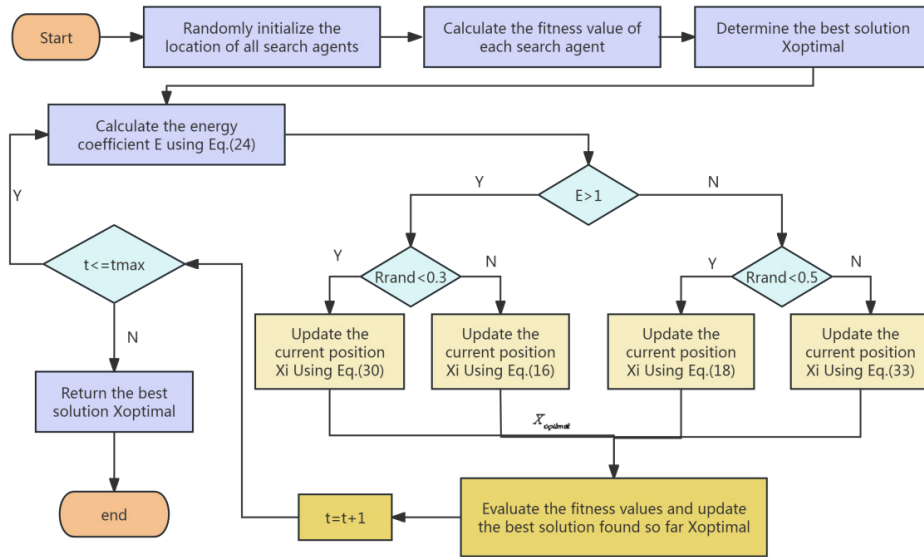 Start
Randomly initialize the
location of all search agents
Calculate the fitness value of
each search agent
Determine the best solution
Xoptimal
Calculate the energy
coefficient E using Eq.(24)
Y
E>1
Y
N
t<=tmax
Y
Rrand<0.3
N
Y
Rrand<0.5
N
N
Update the
current position
Xi Using Eq.(30)
Update the
current position
Xi Using Eq.(16)
Update the
current position
Xi Using Eq.(18)
Update the
current position
Xi Using Eq.(33)
Return the best
solution Xoptimal
Xoptimal
end
t=t+1
Evaluate the fitness values and update
the best solution found so far Xoptimal